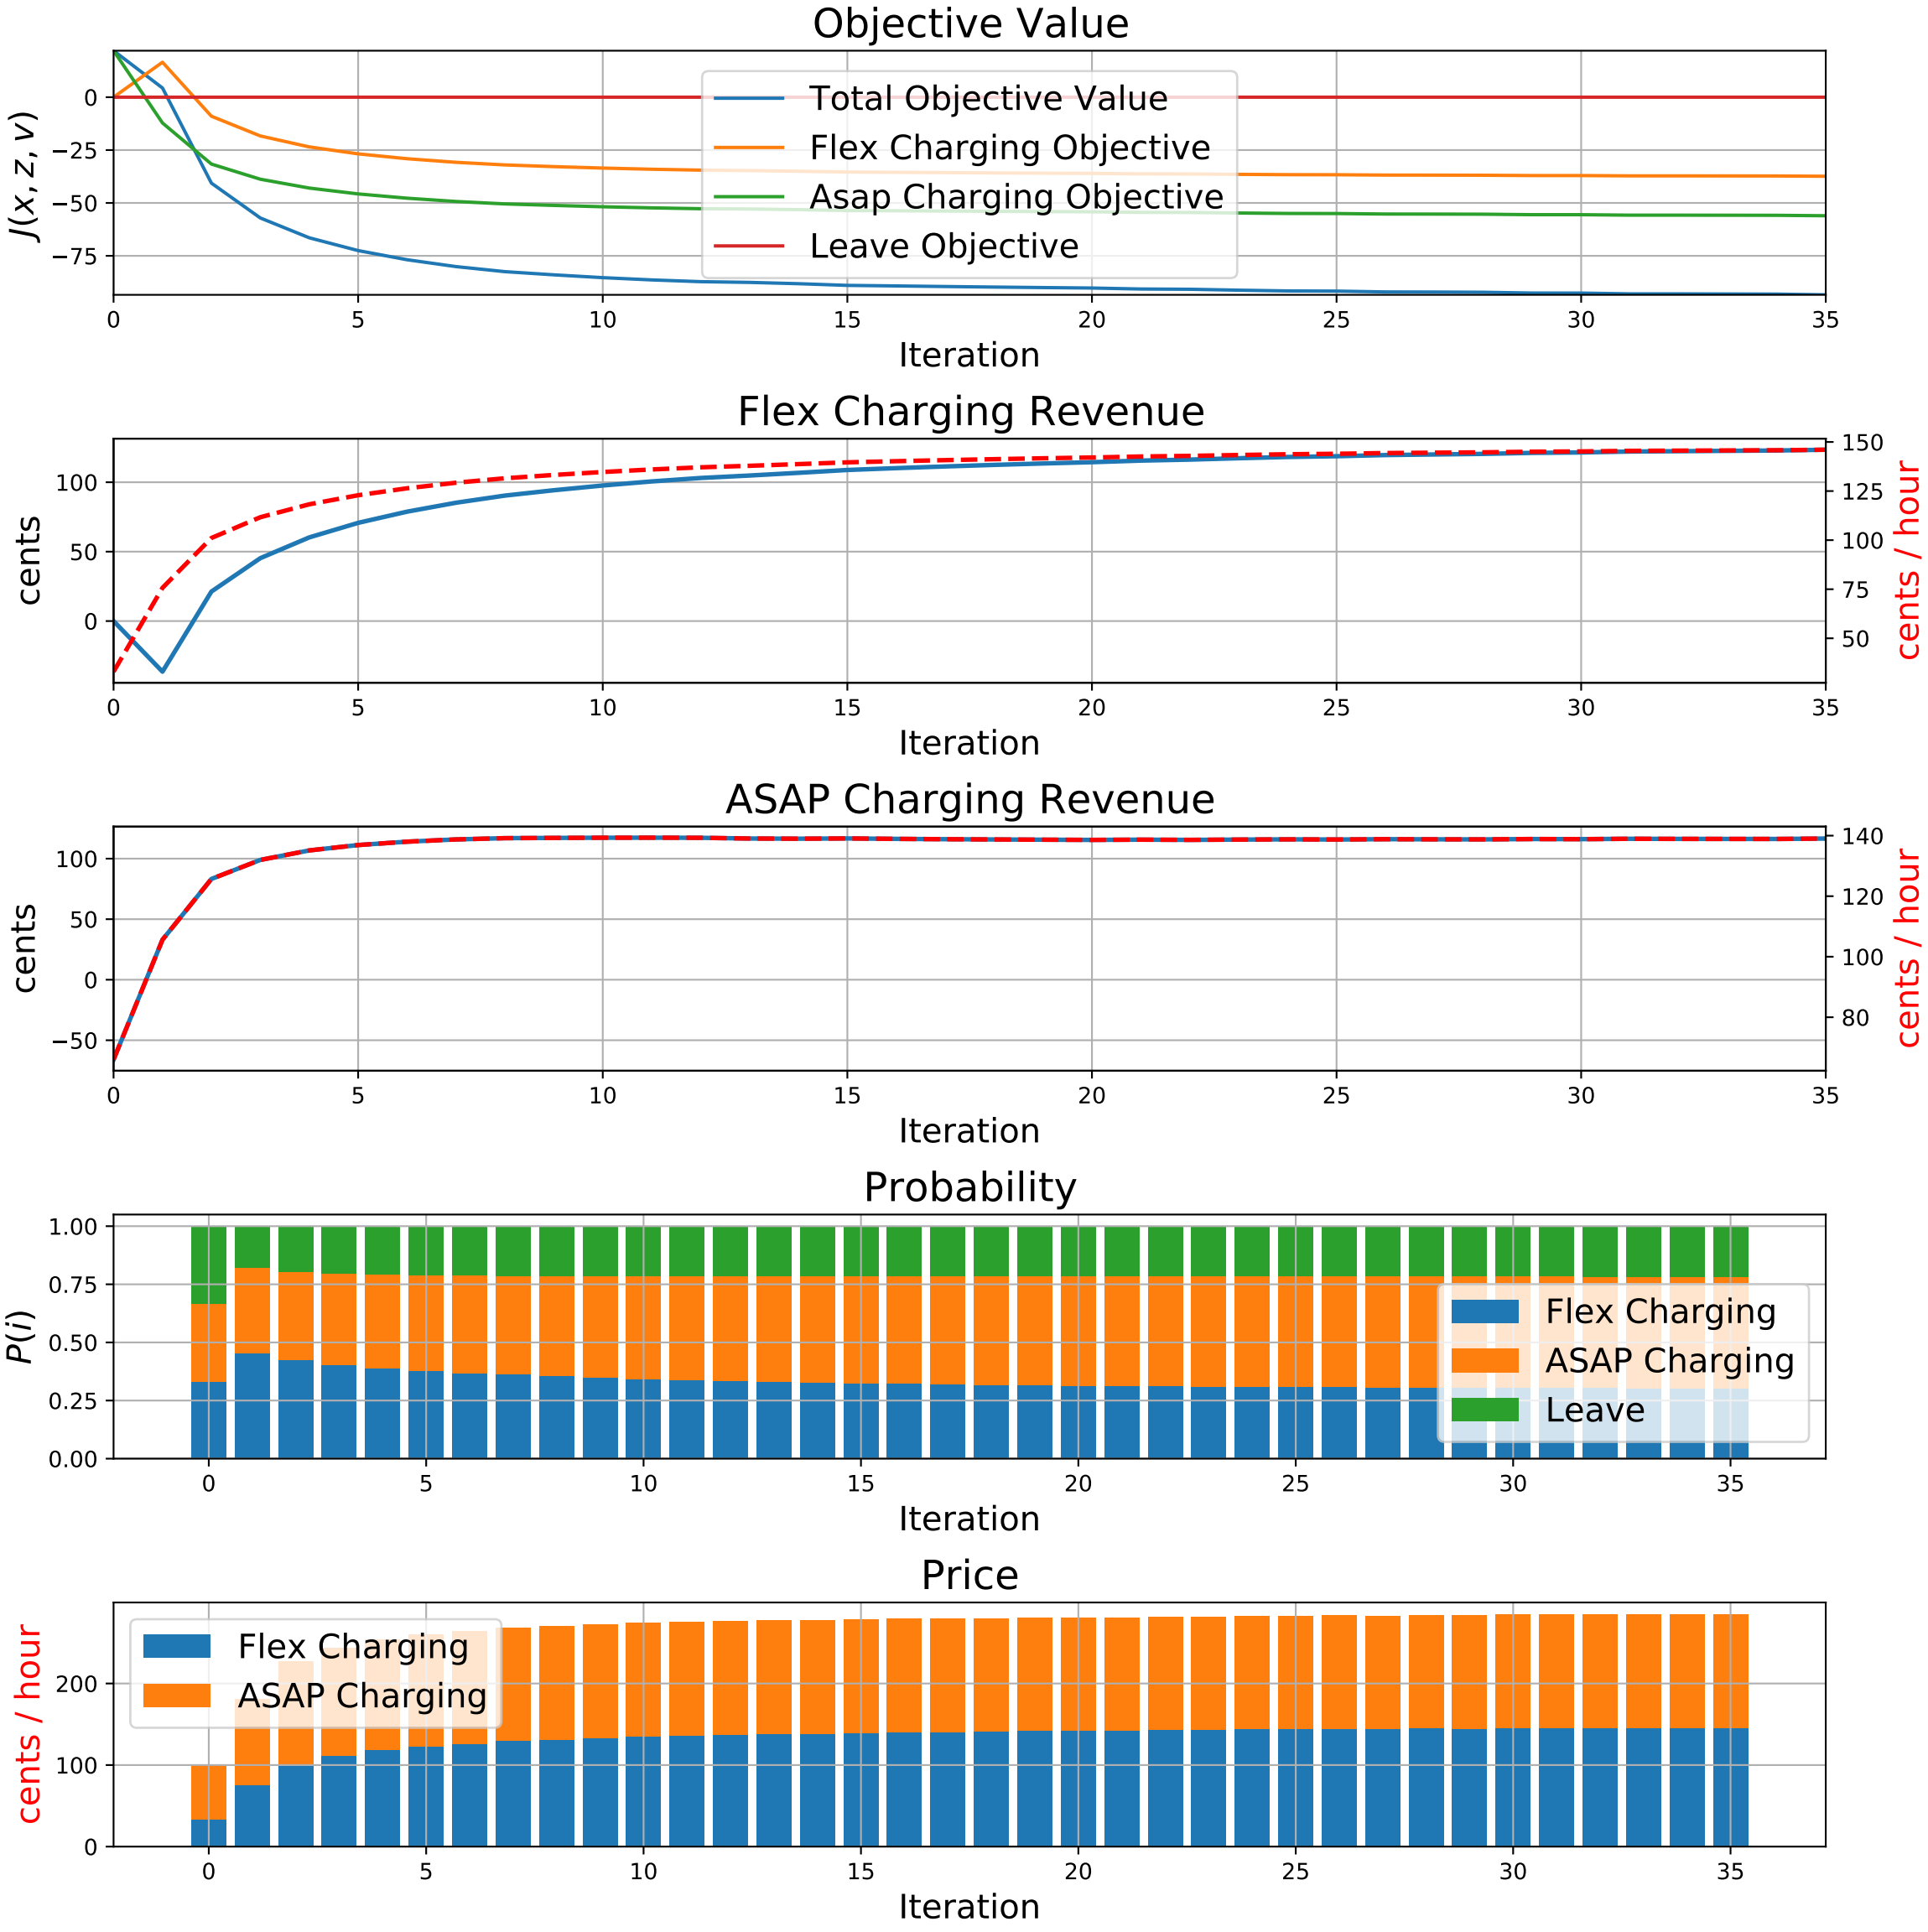 Objective Value
J(x, z, v)
0
−25
−50
−75
Total Objective Value
Flex Charging Objective
Asap Charging Objective
Leave Objective
0 5 10 15 20 25 30 35
Iteration
Flex Charging Revenue
cents
100
50
0
150
125
100
75
50
cents / hour
0 5 10 15 20 25 30 35
Iteration
ASAP Charging Revenue
cents
100
50
0
−50
140
120
100
80
cents / hour
0 5 10 15 20 25 30 35
Iteration
Probability
P(i)
1.00
0.75
0.50
0.25
0.00
Flex Charging
ASAP Charging
Leave
0 5 10 15 20 25 30 35
Iteration
Price
cents / hour
200
100
0
Flex Charging
ASAP Charging
0 5 10 15 20 25 30 35
Iteration